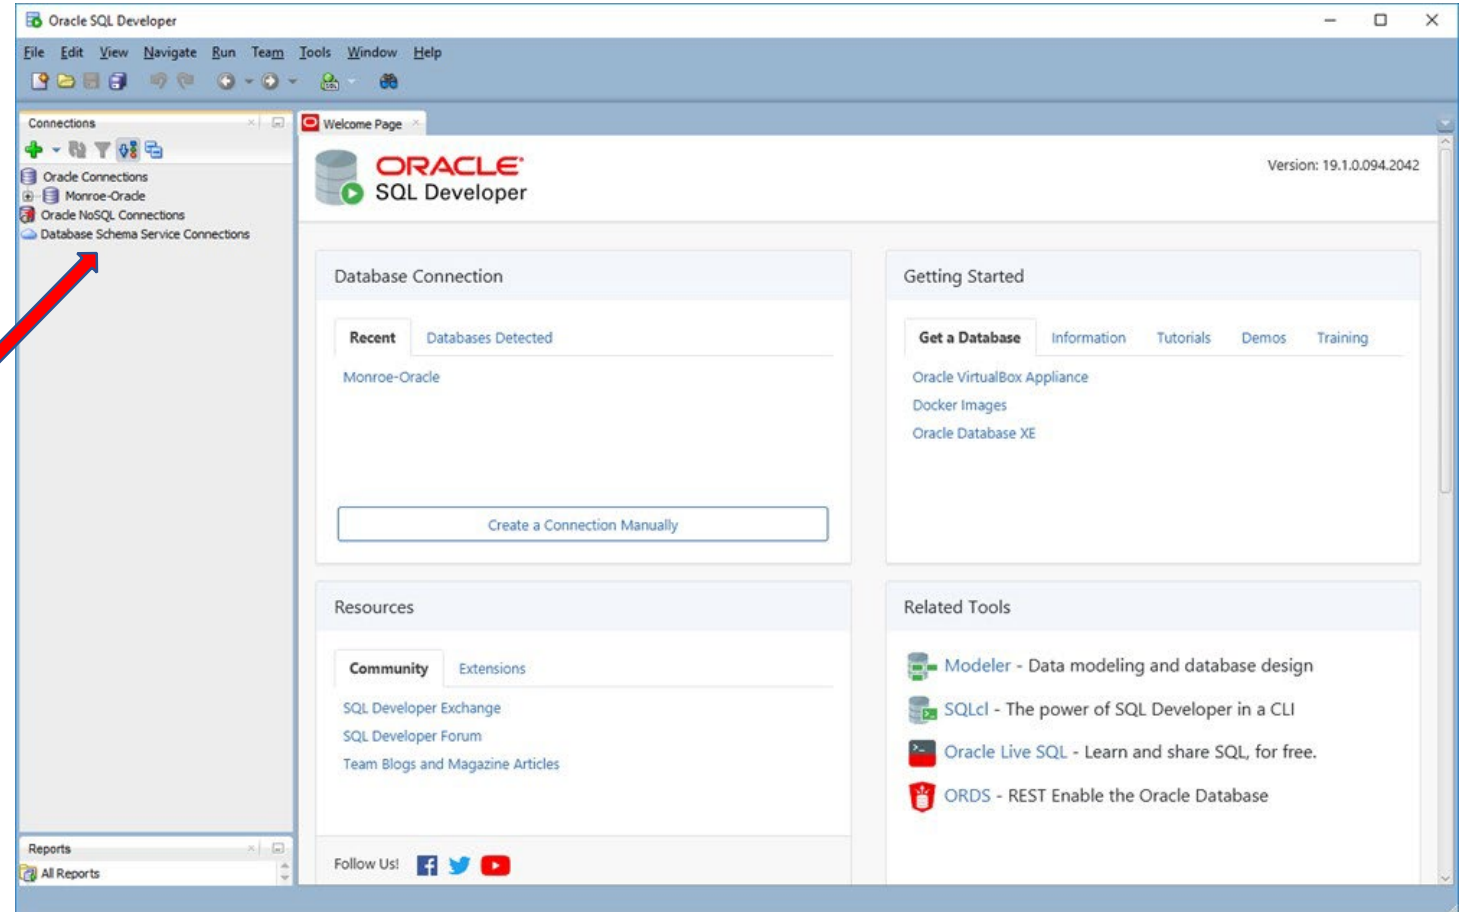 Oracle SQL Developer
File Edit View Navigate Run Team Tools Window Help
Connections
Oracle Connections
Monroe-Oracle
Oracle NoSQL Connections
Database Schema Service Connections
Reports
All Reports
Welcome Page
ORACLE
SQL Developer
Version: 19.1.0.094.2042
Database Connection
Recent Databases Detected
Monroe-Oracle
Create a Connection Manually
Getting Started
Get a Database Information Tutorials Demos Training
Oracle VirtualBox Appliance
Docker Images
Oracle Database XE
Resources
Community Extensions
SQL Developer Exchange
SQL Developer Forum
Team Blogs and Magazine Articles
Follow Us!
Related Tools
Modeler - Data modeling and database design
SQLcl - The power of SQL Developer in a CLI
Oracle Live SQL - Learn and share SQL, for free.
ORDS - REST Enable the Oracle Database